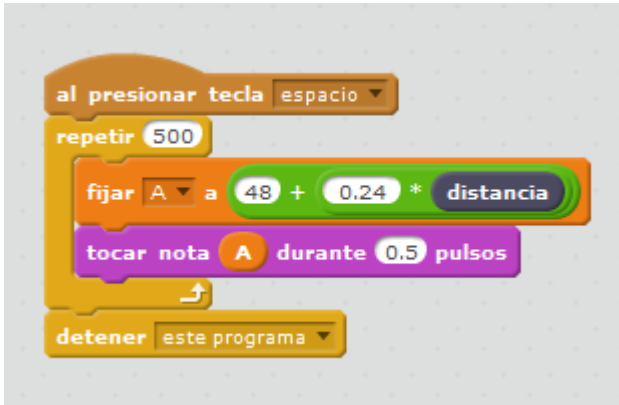 al presionar tecla espacio
repetir 500
fijar A a 48 + 0.24 * distancia
tocar nota A durante 0.5 pulsos
detener este programa